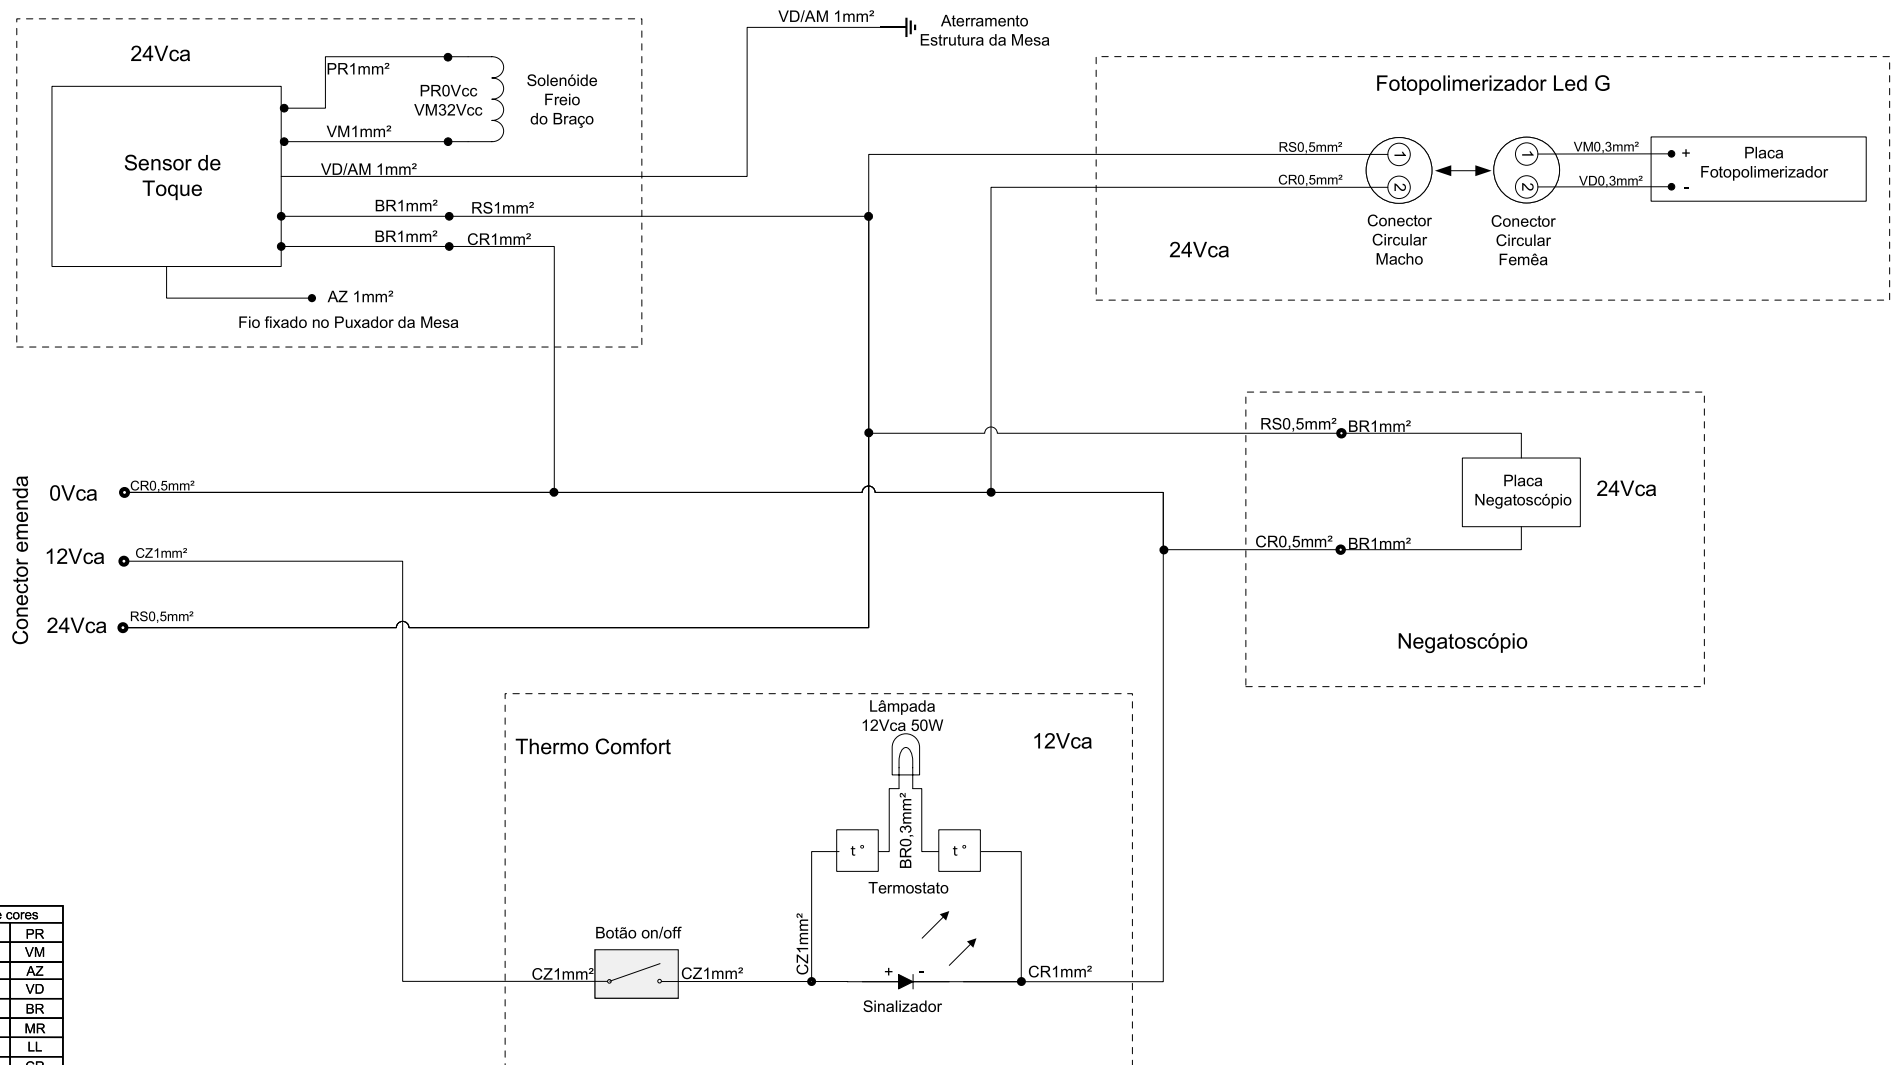 VD/AM 1mm²
Aterramento
Estrutura da Mesa
24Vca
PR1mm²
PR0Vcc
VM32Vcc
Solenóide
Freio
do Braço
VM1mm²
Sensor de
Toque
VD/AM 1mm²
BR1mm²
RS1mm²
BR1mm²
CR1mm²
AZ 1mm²
Fio fixado no Puxador da Mesa
Fotopolimerizador Led G
RS0,5mm²
1
1
VM0,3mm²
+
Placa
Fotopolimerizador
CR0,5mm²
2
2
VD0,3mm²
-
Conector
Circular
Macho
Conector
Circular
Femêa
24Vca
RS0,5mm²
BR1mm²
Placa
Negatoscópio
24Vca
CR0,5mm²
BR1mm²
Negatoscópio
Conector emenda
0Vca
CR0,5mm²
12Vca
CZ1mm²
24Vca
RS0,5mm²
Thermo Comfort
Lâmpada
12Vca 50W
12Vca
BR0,3mm²
t °
t °
Termostato
CZ1mm²
Botão on/off
CZ1mm²
CZ1mm²
+
-
CR1mm²
Sinalizador
cores
PR
VM
AZ
VD
BR
MR
LL